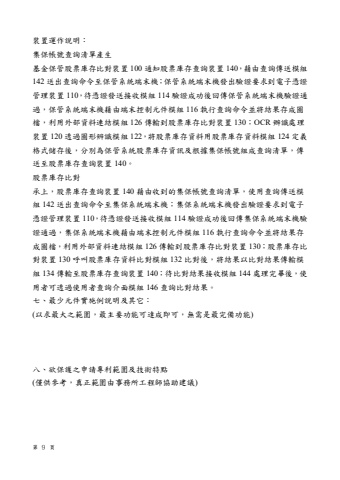 裝置運作說明：
集保帳號查詢清單產生
基金保管股票庫存比對裝置 100 通知股票庫存查詢裝置 140，藉由查詢傳送模組
142 送出查詢命令至保管系統端末機；保管系統端末機發出驗證要求到電子憑證
管理裝置 110，待憑證發送接收模組 114 驗證成功後回傳保管系統端末機驗證通
過，保管系統端末機藉由端末控制元件模組 116 執行查詢命令並將結果存成圖
檔，利用外部資料連結模組 126 傳輸到股票庫存比對裝置 130；OCR 辨識處理
裝置 120 透過圖形辨識模組 122，將股票庫存資料用股票庫存資料模組 124 定義
格式儲存後，分別為保管系統股票庫存資訊及根據集保帳號組成查詢清單，傳
送至股票庫存查詢裝置 140。
股票庫存比對
承上，股票庫存查詢裝置 140 藉由收到的集保帳號查詢清單，使用查詢傳送模
組 142 送出查詢命令至集保系統端末機；集保系統端末機發出驗證要求到電子
憑證管理裝置 110，待憑證發送接收模組 114 驗證成功後回傳集保系統端末機驗
證通過，集保系統端末機藉由端末控制元件模組 116 執行查詢命令並將結果存
成圖檔，利用外部資料連結模組 126 傳輸到股票庫存比對裝置 130；股票庫存比
對裝置 130 呼叫股票庫存資料比對模組 132 比對後，將結果以比對結果傳輸模
組 134 傳輸至股票庫存查詢裝置 140；待比對結果接收模組 144 處理完畢後，使
用者可透過使用者查詢介面模組 146 查詢比對結果。
七、最少元件實施例說明及其它：
(以求最大之範圍，最主要功能可達成即可，無需是最完備功能)
八、欲保護之申請專利範圍及技術特點
(僅供參考，真正範圍由事務所工程師協助建議)
第 9 頁